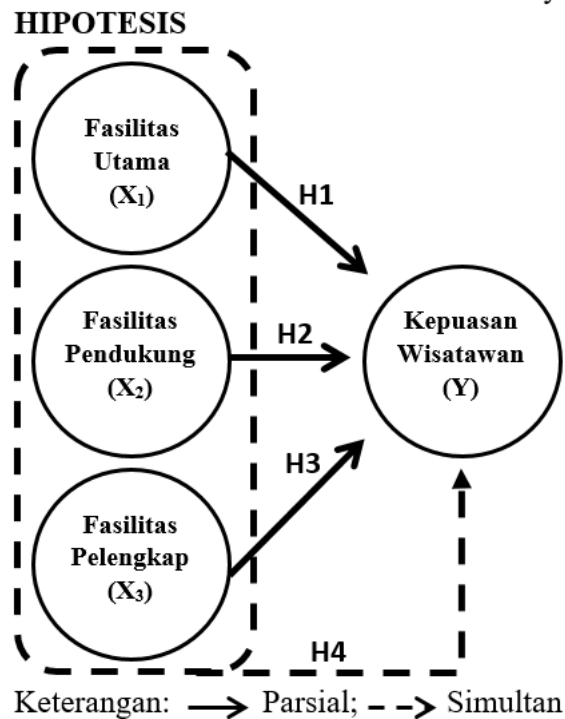 HIPOTESIS
Fasilitas
Utama
(X₁)
H1
Fasilitas
Pendukung
(X₂)
H2
Kepuasan
Wisatawan
(Y)
H3
Fasilitas
Pelengkap
(X₃)
H4
Keterangan: Parsial; Simultan